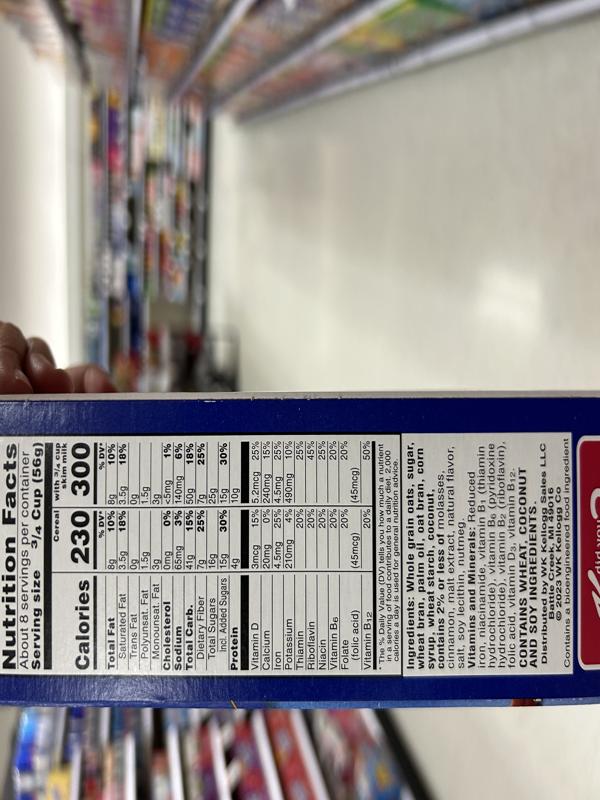 Nutrition Facts
About 8 servings per container
Serving size 3/4 Cup (56g)
Cereal with 3/4 cup skim milk
Calories 230 300
% DV* % DV*
Total Fat 8g 10% 8g 10%
Saturated Fat 3.5g 18% 3.5g 18%
Trans Fat 0g 0g
Polyunsat. Fat 1.5g 1.5g
Monounsat. Fat 3g 3g
Cholesterol 0mg 0% <5mg 1%
Sodium 65mg 3% 140mg 6%
Total Carb. 41g 15% 50g 18%
Dietary Fiber 7g 25% 7g 25%
Total Sugars 16g
Incl. Added Sugars 15g 30% 15g 30%
Protein 4g 10g
Vitamin D 3mcg 15% 5.2mcg 25%
Calcium 20mg 0% 240mg 15%
Iron 4.5mg 25% 4.5mg 25%
Potassium 210mg 4% 490mg 10%
Thiamin 20% 25%
Riboflavin 20% 45%
Niacin 20% 25%
Vitamin B6 20% 20%
Folate 20% 20%
(folic acid) (45mcg) (45mcg)
Vitamin B12 20% 50%
* The % Daily Value (DV) tells you how much a nutrient
in a serving of food contributes to a daily diet. 2,000
calories a day is used for general nutrition advice.
Ingredients: Whole grain oats, sugar,
wheat bran, palm oil, oat bran, corn
syrup, wheat starch, coconut,
contains 2% or less of molasses,
cinnamon, malt extract, natural flavor,
salt, soy lecithin, nutmeg.
Vitamins and Minerals: Reduced
iron, niacinamide, vitamin B1 (thiamin
hydrochloride), vitamin B6 (pyridoxine
hydrochloride), vitamin B2 (riboflavin),
folic acid, vitamin D3, vitamin B12.
CONTAINS WHEAT, COCONUT
AND SOY INGREDIENTS.
Distributed by WK Kellogg Sales LLC
Battle Creek, MI 49016
© 2023 WK Kellogg Co
Contains a bioengineered food ingredient
did you?